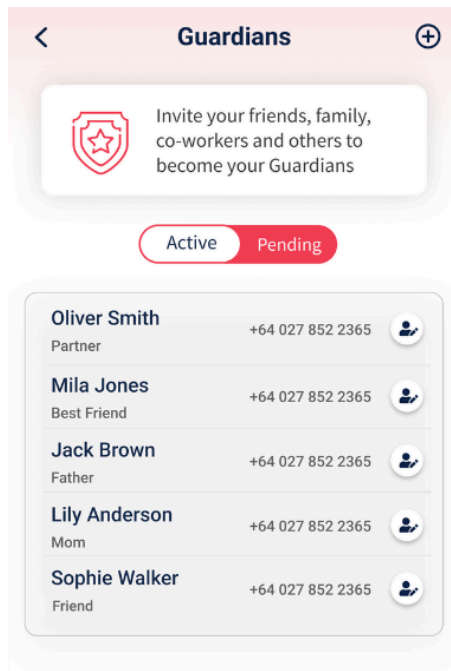 Guardians
Invite your friends, family,
co-workers and others to
become your Guardians
Active Pending
Oliver Smith
+64 027 852 2365
Partner
Mila Jones
+64 027 852 2365
Best Friend
Jack Brown
+64 027 852 2365
Father
Lily Anderson
+64 027 852 2365
Mom
Sophie Walker
+64 027 852 2365
Friend